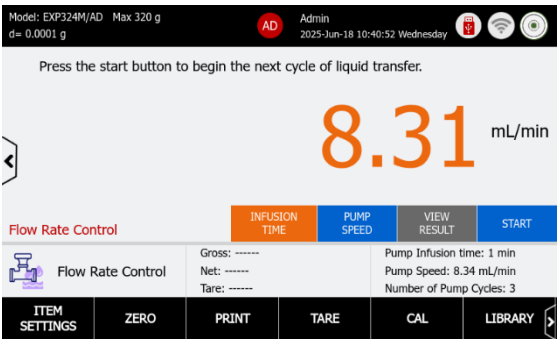 Model: EXP324M/AD Max 320 g
d= 0.0001 g
AD
Admin
2025-Jun-18 10:40:52 Wednesday
Press the start button to begin the next cycle of liquid transfer.
8.31 mL/min
Flow Rate Control
INFUSION
TIME
PUMP
SPEED
VIEW
RESULT
START
Flow Rate Control
Gross: ------
Net: ------
Tare: ------
Pump Infusion time: 1 min
Pump Speed: 8.34 mL/min
Number of Pump Cycles: 3
ITEM
SETTINGS
ZERO
PRINT
TARE
CAL
LIBRARY